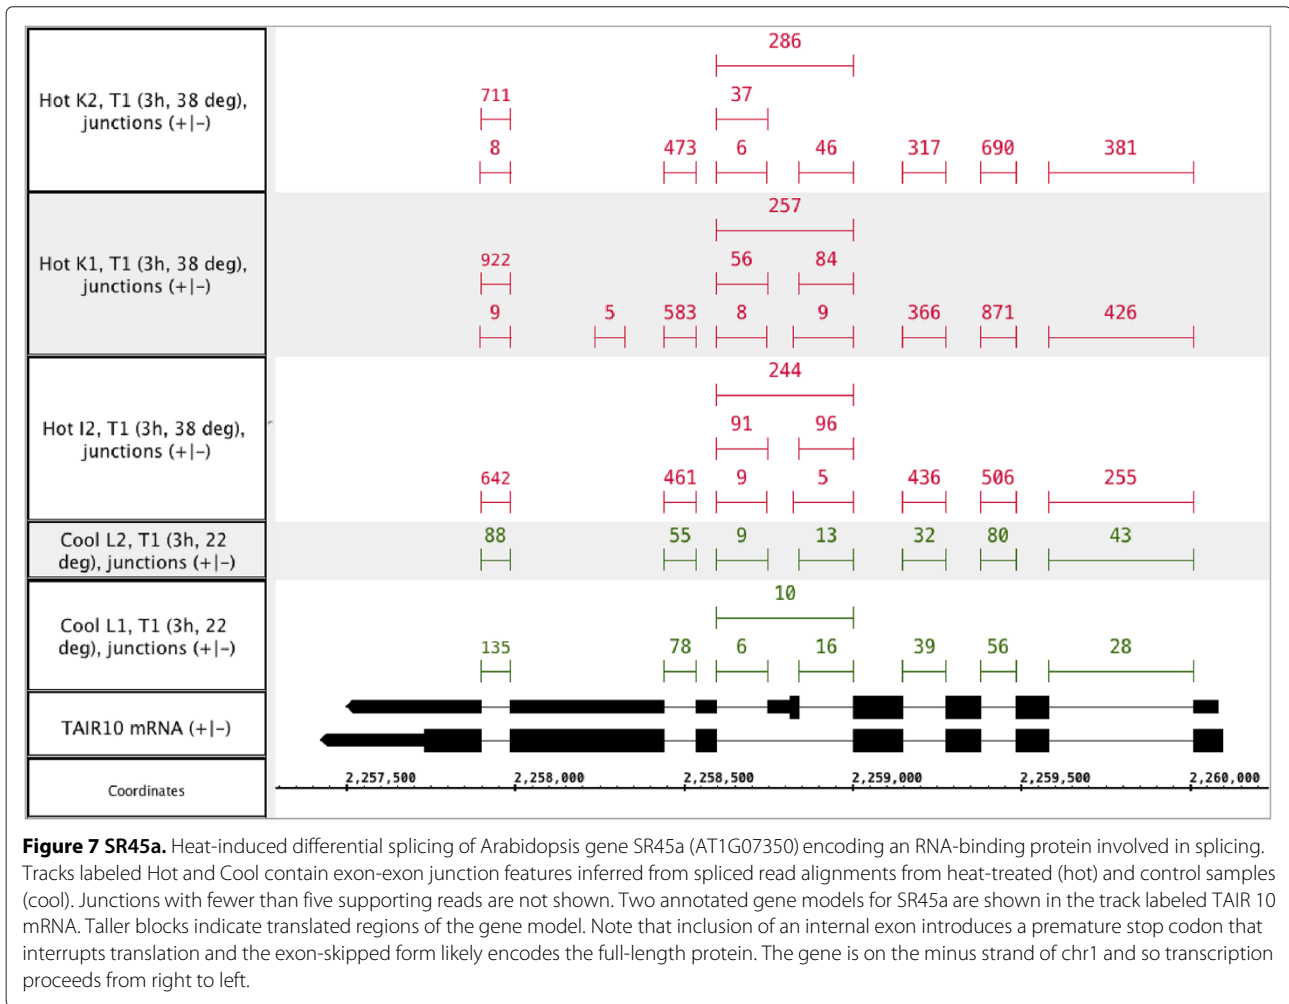 286
Hot K2, T1 (3h, 38 deg),
junctions (+|-)
711 37
8 473 6 46 317 690 381
257
Hot K1, T1 (3h, 38 deg),
junctions (+|-)
922 56 84
9 5 583 8 9 366 871 426
244
Hot I2, T1 (3h, 38 deg),
junctions (+|-)
91 96
642 461 9 5 436 506 255
Cool L2, T1 (3h, 22
deg), junctions (+|-)
88 55 9 13 32 80 43
10
Cool L1, T1 (3h, 22
deg), junctions (+|-)
135 78 6 16 39 56 28
TAIR10 mRNA (+|-)
Coordinates
2,257,500 2,258,000 2,258,500 2,259,000 2,259,500 2,260,000
Figure 7 SR45a. Heat-induced differential splicing of Arabidopsis gene SR45a (AT1G07350) encoding an RNA-binding protein involved in splicing.
Tracks labeled Hot and Cool contain exon-exon junction features inferred from spliced read alignments from heat-treated (hot) and control samples
(cool). Junctions with fewer than five supporting reads are not shown. Two annotated gene models for SR45a are shown in the track labeled TAIR 10
mRNA. Taller blocks indicate translated regions of the gene model. Note that inclusion of an internal exon introduces a premature stop codon that
interrupts translation and the exon-skipped form likely encodes the full-length protein. The gene is on the minus strand of chr1 and so transcription
proceeds from right to left.